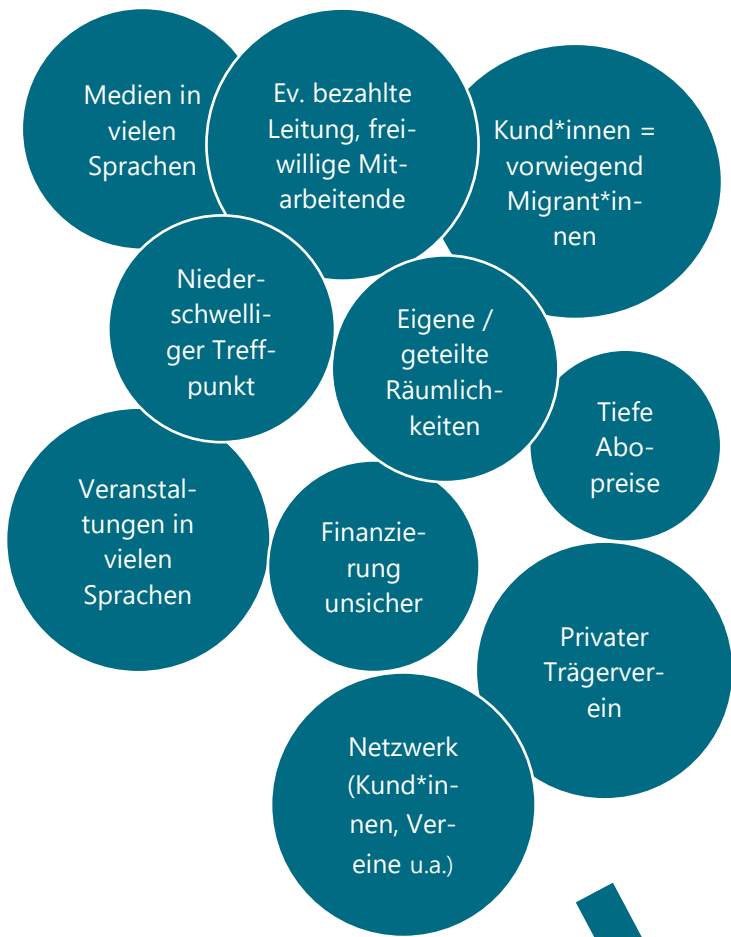 Medien in
vielen
Sprachen
Ev. bezahlte
Leitung, frei-
willige Mit-
arbeitende
Kund*innen =
vorwiegend
Migrant*in-
nen
Nieder-
schwelli-
ger Treff-
punkt
Eigene /
geteilte
Räumlich-
keiten
Tiefe
Abo-
preise
Veranstal-
tungen in
vielen
Sprachen
Finanzie-
rung
unsicher
Privater
Trägerver-
ein
Netzwerk
(Kund*in-
nen, Ver-
eine u.a.)